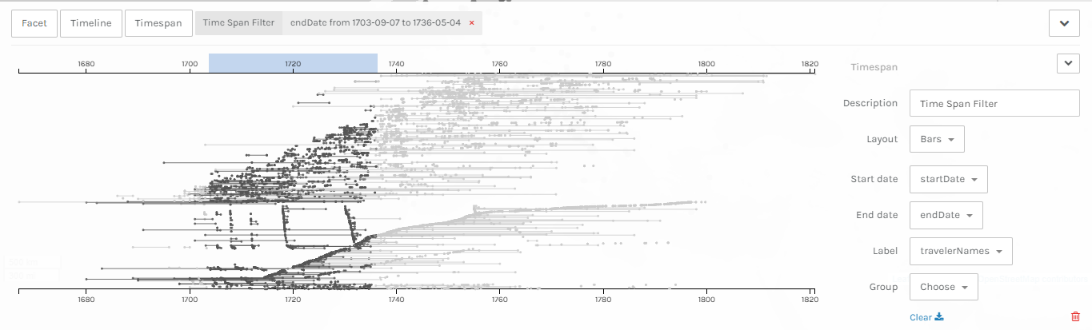 Facet Timeline Timespan Time Span Filter endDate from 1703-09-07 to 1736-05-04 ×
1680 1700 1720 1740 1760 1780 1800 1820
Timespan
Description Time Span Filter
Layout Bars
Start date startDate
End date endDate
Label travelerNames
Group Choose
1680 1700 1720 1740 1760 1780 1800 1820
Clear